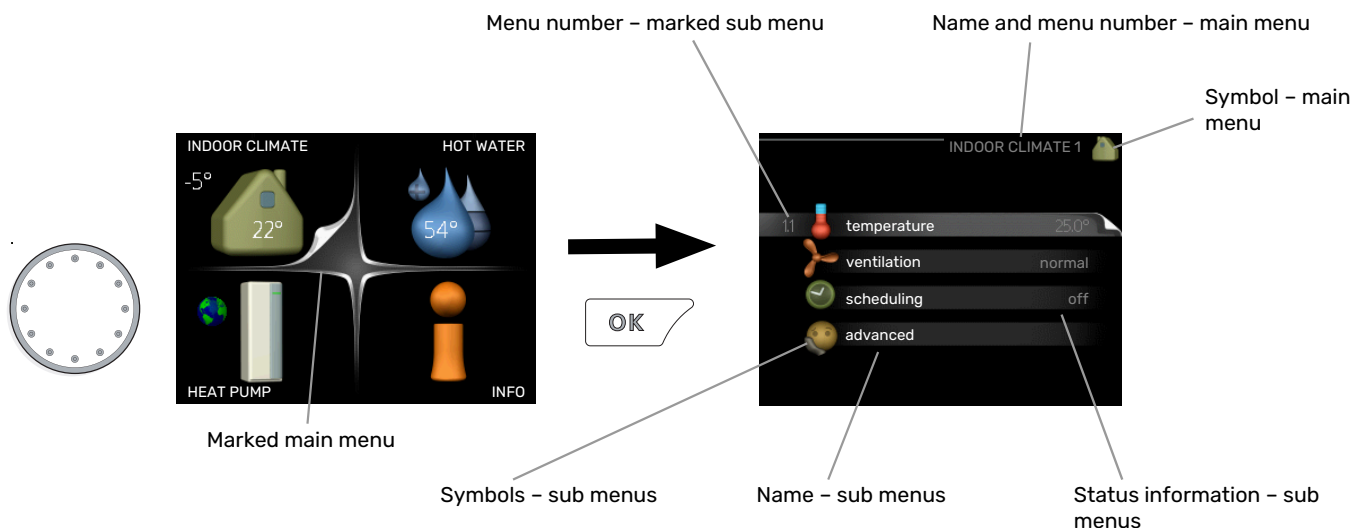 Menu number – marked sub menu
Name and menu number – main menu
Symbol – main
menu
INDOOR CLIMATE
HOT WATER
-5°
22°
54°
HEAT PUMP
INFO
Marked main menu
OK
INDOOR CLIMATE 1
1.1 temperature 25.0°
ventilation normal
scheduling off
advanced
Symbols – sub menus
Name – sub menus
Status information – sub
menus